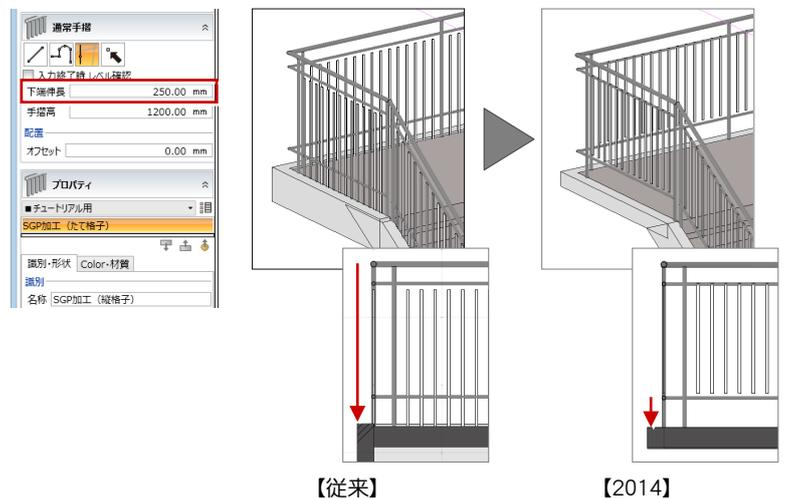 通常手摺
入力終了時 レベル確認
下端伸長 250.00 mm
手摺高 1200.00 mm
配置
オフセット 0.00 mm
プロパティ
■チュートリアル用
SGP加工（たて格子）
識別・形状 Color・材質
識別
名称 SGP加工（縦格子）
【従来】
【2014】